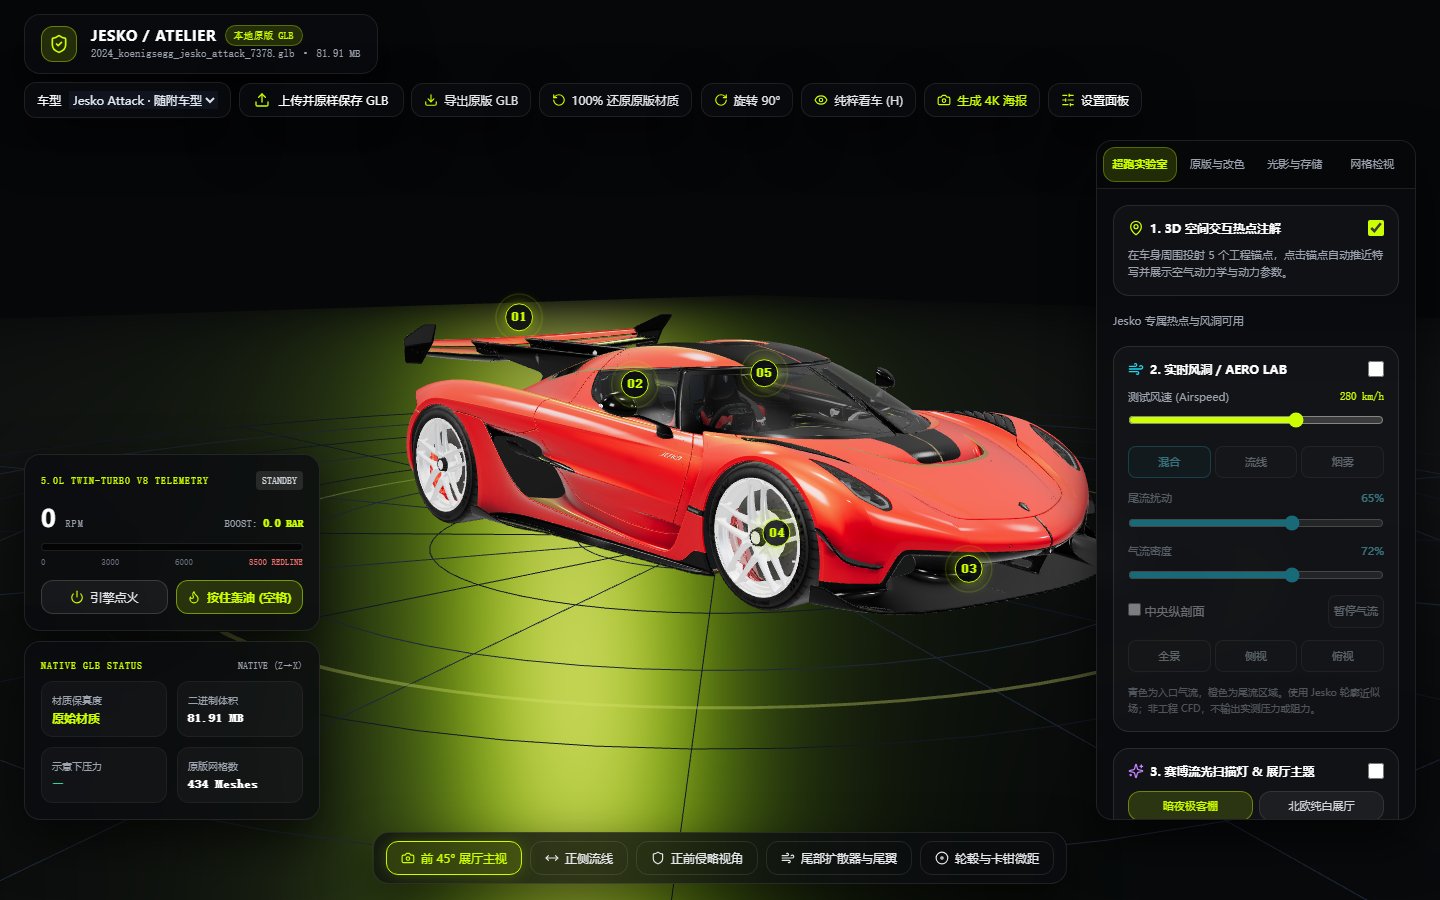 JESKO / ATELIER 本地原版 GLB
2024_koenigsegg_jesko_attack_7378.glb • 81.91 MB
车型 Jesko Attack · 随附车型
上传并原样保存 GLB
导出原版 GLB
100% 还原原版材质
旋转 90°
纯粹看车 (H)
生成 4K 海报
设置面板
超跑实验室
原版与改色
光影与存储
网格检视
1. 3D 空间交互热点注解
在车身周围投射 5 个工程锚点，点击锚点自动推近特
写并展示空气动力学与动力参数。
Jesko 专属热点与风洞可用
2. 实时风洞 / AERO LAB
测试风速 (Airspeed) 280 km/h
混合
流线
烟雾
尾流扰动 65%
气流密度 72%
中央纵剖面
暂停气流
全景
侧视
俯视
青色为入口气流，橙色为尾流区域。使用 Jesko 轮廓近似
场；非工程 CFD，不输出实测压力或阻力。
3. 赛博流光扫描灯 & 展厅主题
暗夜极客棚
北欧纯白展厅
01
02
05
04
03
5.0L TWIN-TURBO V8 TELEMETRY STANDBY
0 RPM BOOST: 0.0 BAR
0 3000 6000 8500 REDLINE
引擎点火
按住轰油 (空格)
NATIVE GLB STATUS NATIVE (Z→X)
材质保真度
原始材质
二进制体积
81.91 MB
示意下压力
—
原版网格数
434 Meshes
前 45° 展厅主视
正侧流线
正前侵略视角
尾部扩散器与尾翼
轮毂与卡钳微距